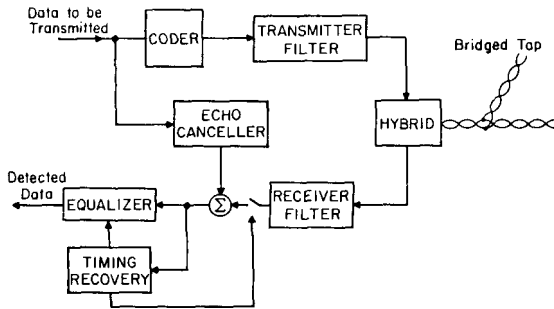 Data to be
Transmitted
CODER
TRANSMITTER
FILTER
Bridged Tap
ECHO
CANCELLER
HYBRID
Detected
Data
EQUALIZER
Σ
RECEIVER
FILTER
TIMING
RECOVERY